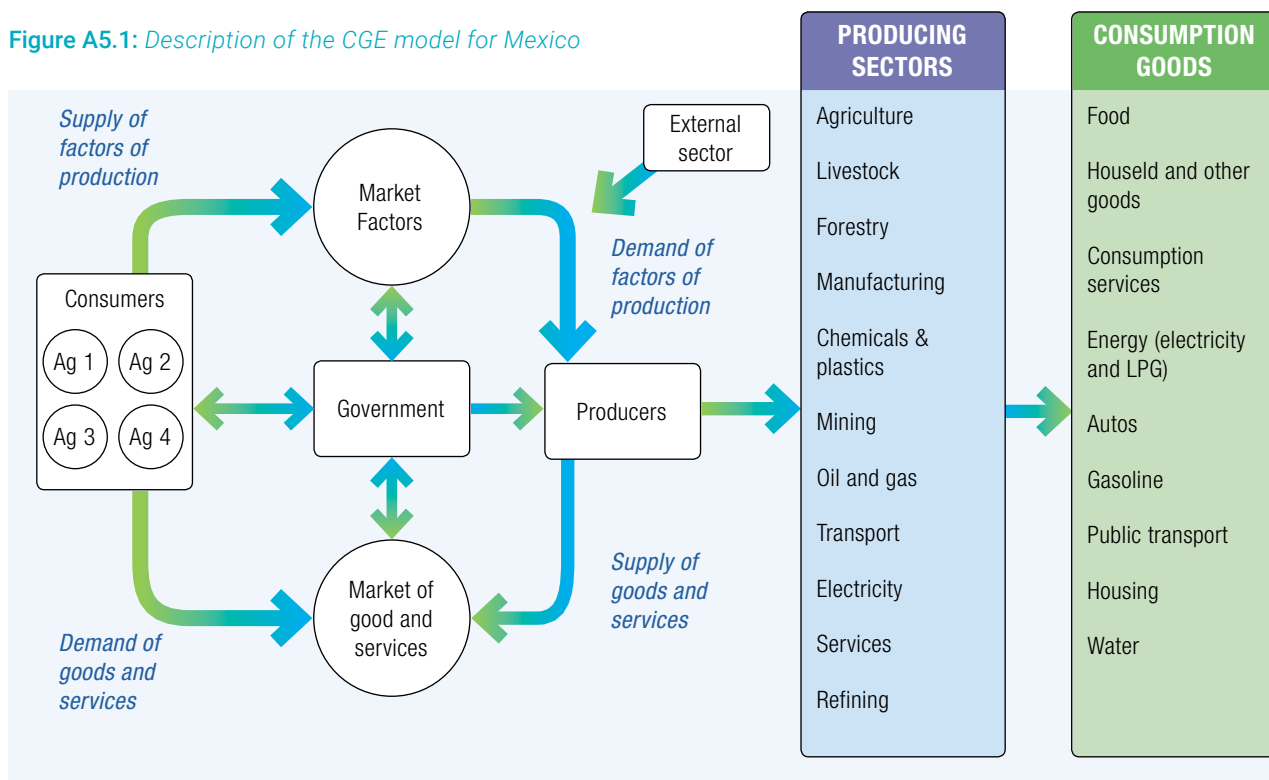 Figure A5.1: Description of the CGE model for Mexico
Supply of
factors of
production
Market
Factors
External
sector
Demand of
factors of
production
Consumers
Ag 1
Ag 2
Ag 3
Ag 4
Government
Producers
Market of
good and
services
Supply of
goods and
services
Demand of
goods and
services
PRODUCING
SECTORS
Agriculture
Livestock
Forestry
Manufacturing
Chemicals &
plastics
Mining
Oil and gas
Transport
Electricity
Services
Refining
CONSUMPTION
GOODS
Food
Househld and other
goods
Consumption
services
Energy (electricity
and LPG)
Autos
Gasoline
Public transport
Housing
Water